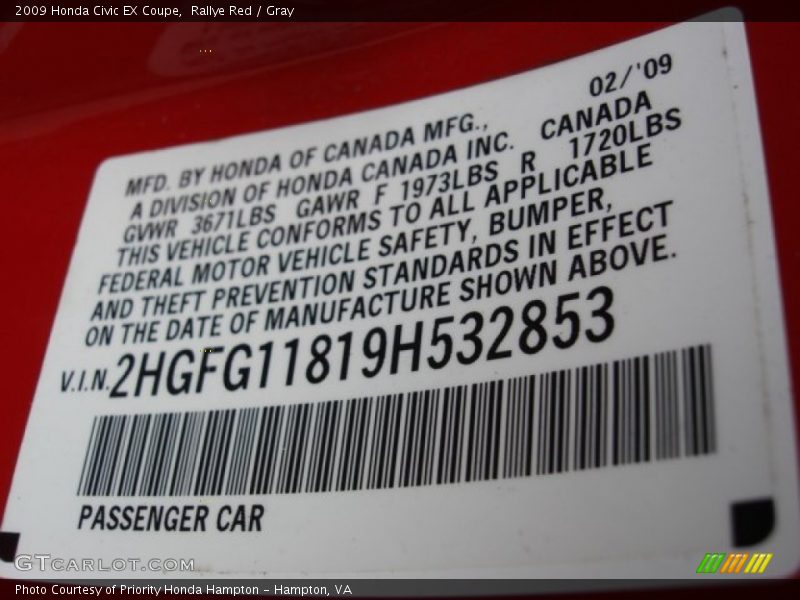 2009 Honda Civic EX Coupe,  Rallye Red / Gray
02/'09
MFD. BY HONDA OF CANADA MFG.,
A DIVISION OF HONDA CANADA INC.   CANADA
GVWR  3671LBS   GAWR  F  1973LBS   R   1720LBS
THIS VEHICLE CONFORMS TO ALL APPLICABLE
FEDERAL MOTOR VEHICLE SAFETY, BUMPER,
AND THEFT PREVENTION STANDARDS IN EFFECT
ON THE DATE OF MANUFACTURE SHOWN ABOVE.
V.I.N. 2HGFG11819H532853
PASSENGER CAR
GTCARLOT.COM
Photo Courtesy of Priority Honda Hampton - Hampton, VA